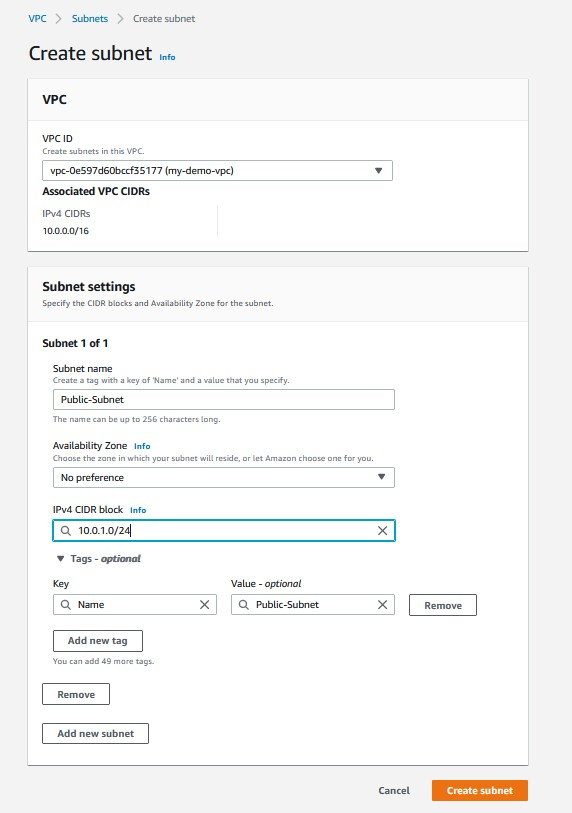 VPC > Subnets > Create subnet
Create subnet Info
VPC
VPC ID
Create subnets in this VPC.
vpc-0e597d60bccf35177 (my-demo-vpc)
Associated VPC CIDRs
IPv4 CIDRs
10.0.0.0/16
Subnet settings
Specify the CIDR blocks and Availability Zone for the subnet.
Subnet 1 of 1
Subnet name
Create a tag with a key of 'Name' and a value that you specify.
Public-Subnet
The name can be up to 256 characters long.
Availability Zone Info
Choose the zone in which your subnet will reside, or let Amazon choose one for you.
No preference
IPv4 CIDR block Info
10.0.1.0/24
Tags - optional
Key Value - optional
Name Public-Subnet Remove
Add new tag
You can add 49 more tags.
Remove
Add new subnet
Cancel Create subnet